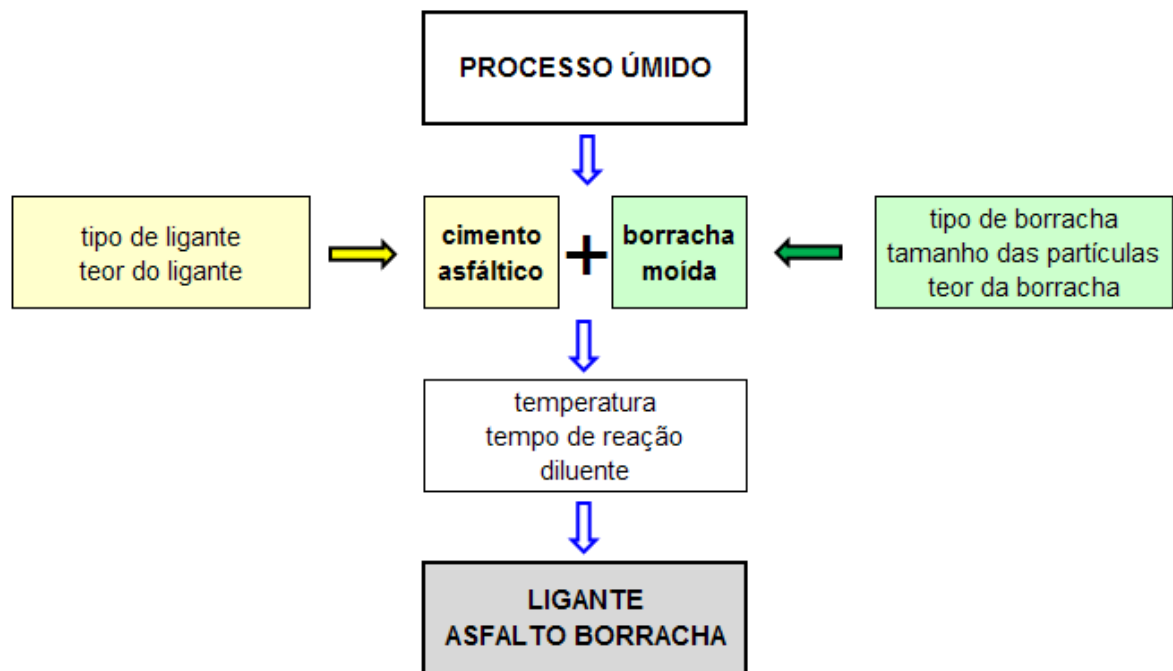 PROCESSO ÚMIDO
tipo de ligante
teor do ligante
cimento
asfáltico
+
borracha
moída
tipo de borracha
tamanho das partículas
teor da borracha
temperatura
tempo de reação
diluente
LIGANTE
ASFALTO BORRACHA